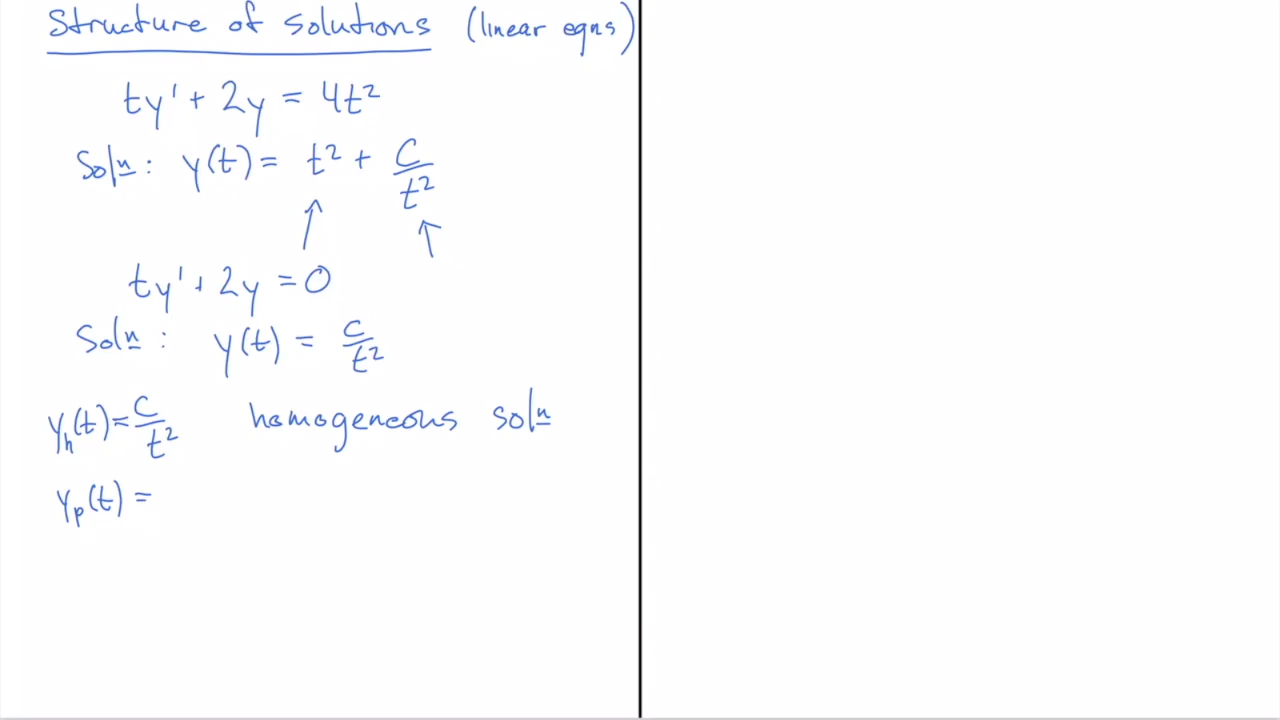 Structure of solutions (linear eqns)
ty' + 2y = 4t²
Soln: y(t) = t² + C/t²
ty' + 2y = 0
Soln: y(t) = C/t²
yₕ(t) = C/t² homogeneous soln
yₚ(t) =